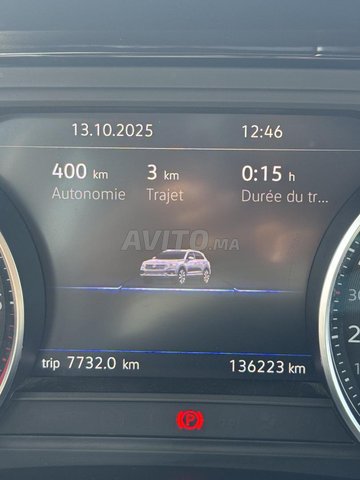 13.10.2025 12:46
400 km 3 km 0:15 h
Autonomie Trajet Durée du tr...
AVITO.MA
trip 7732.0 km 136223 km
(P)